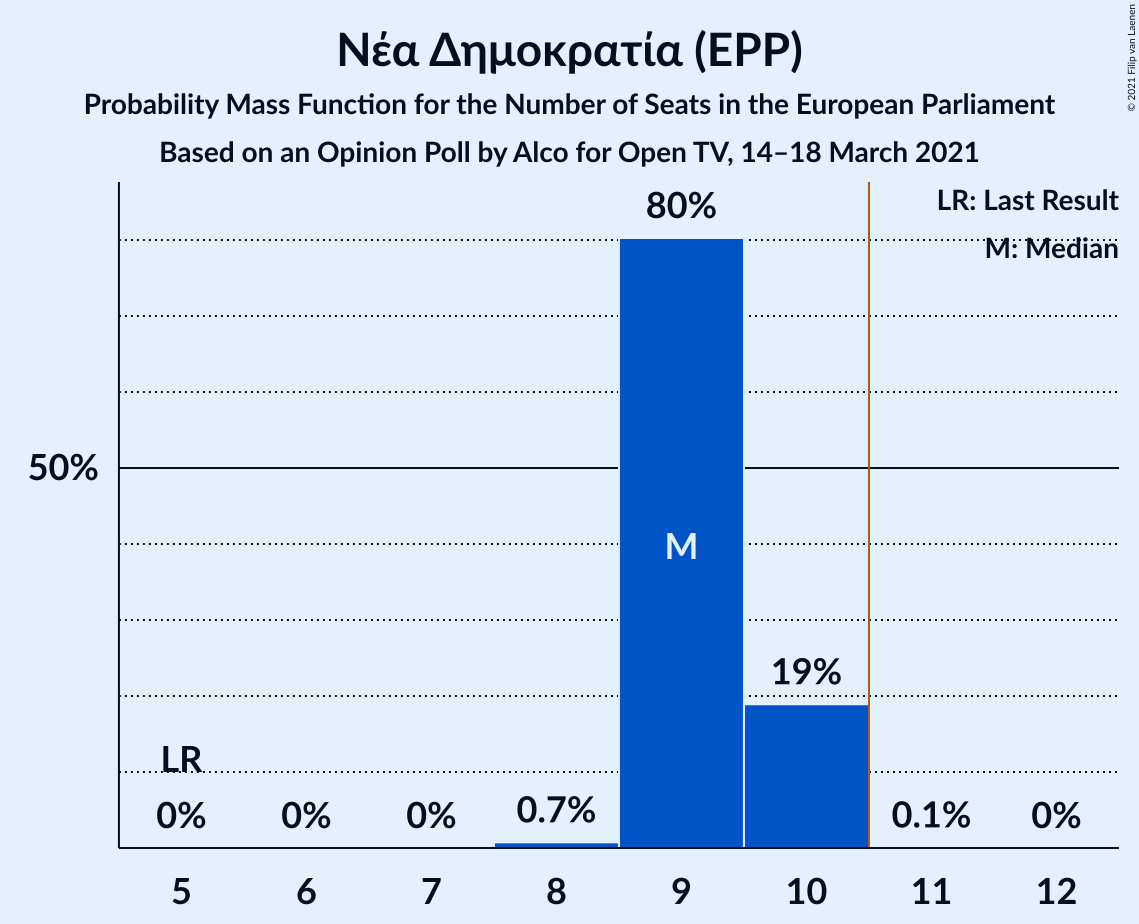 Νέα Δημοκρατία (EPP)
Probability Mass Function for the Number of Seats in the European Parliament
Based on an Opinion Poll by Alco for Open TV, 14–18 March 2021
© 2021 Filip van Laenen
LR: Last Result
M: Median
80%
50%
M
19%
LR
0%
0%
0%
0.7%
0.1%
0%
5
6
7
8
9
10
11
12